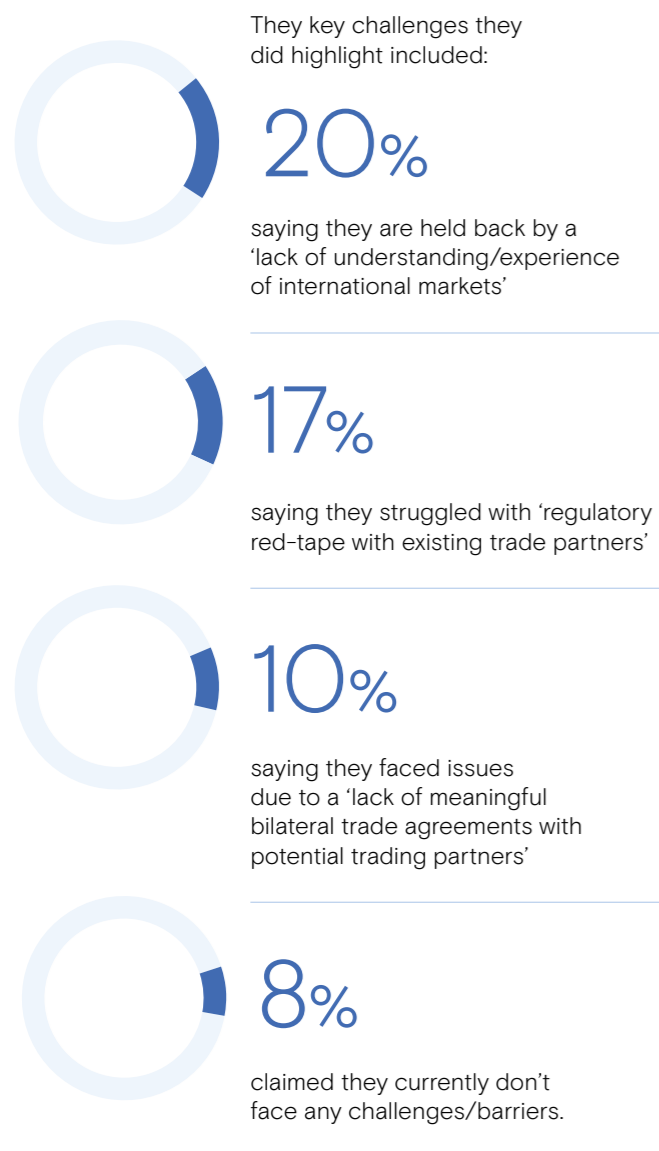 They key challenges they
did highlight included:
20%
saying they are held back by a
‘lack of understanding/experience
of international markets’
17%
saying they struggled with ‘regulatory
red-tape with existing trade partners’
10%
saying they faced issues
due to a ‘lack of meaningful
bilateral trade agreements with
potential trading partners’
8%
claimed they currently don’t
face any challenges/barriers.